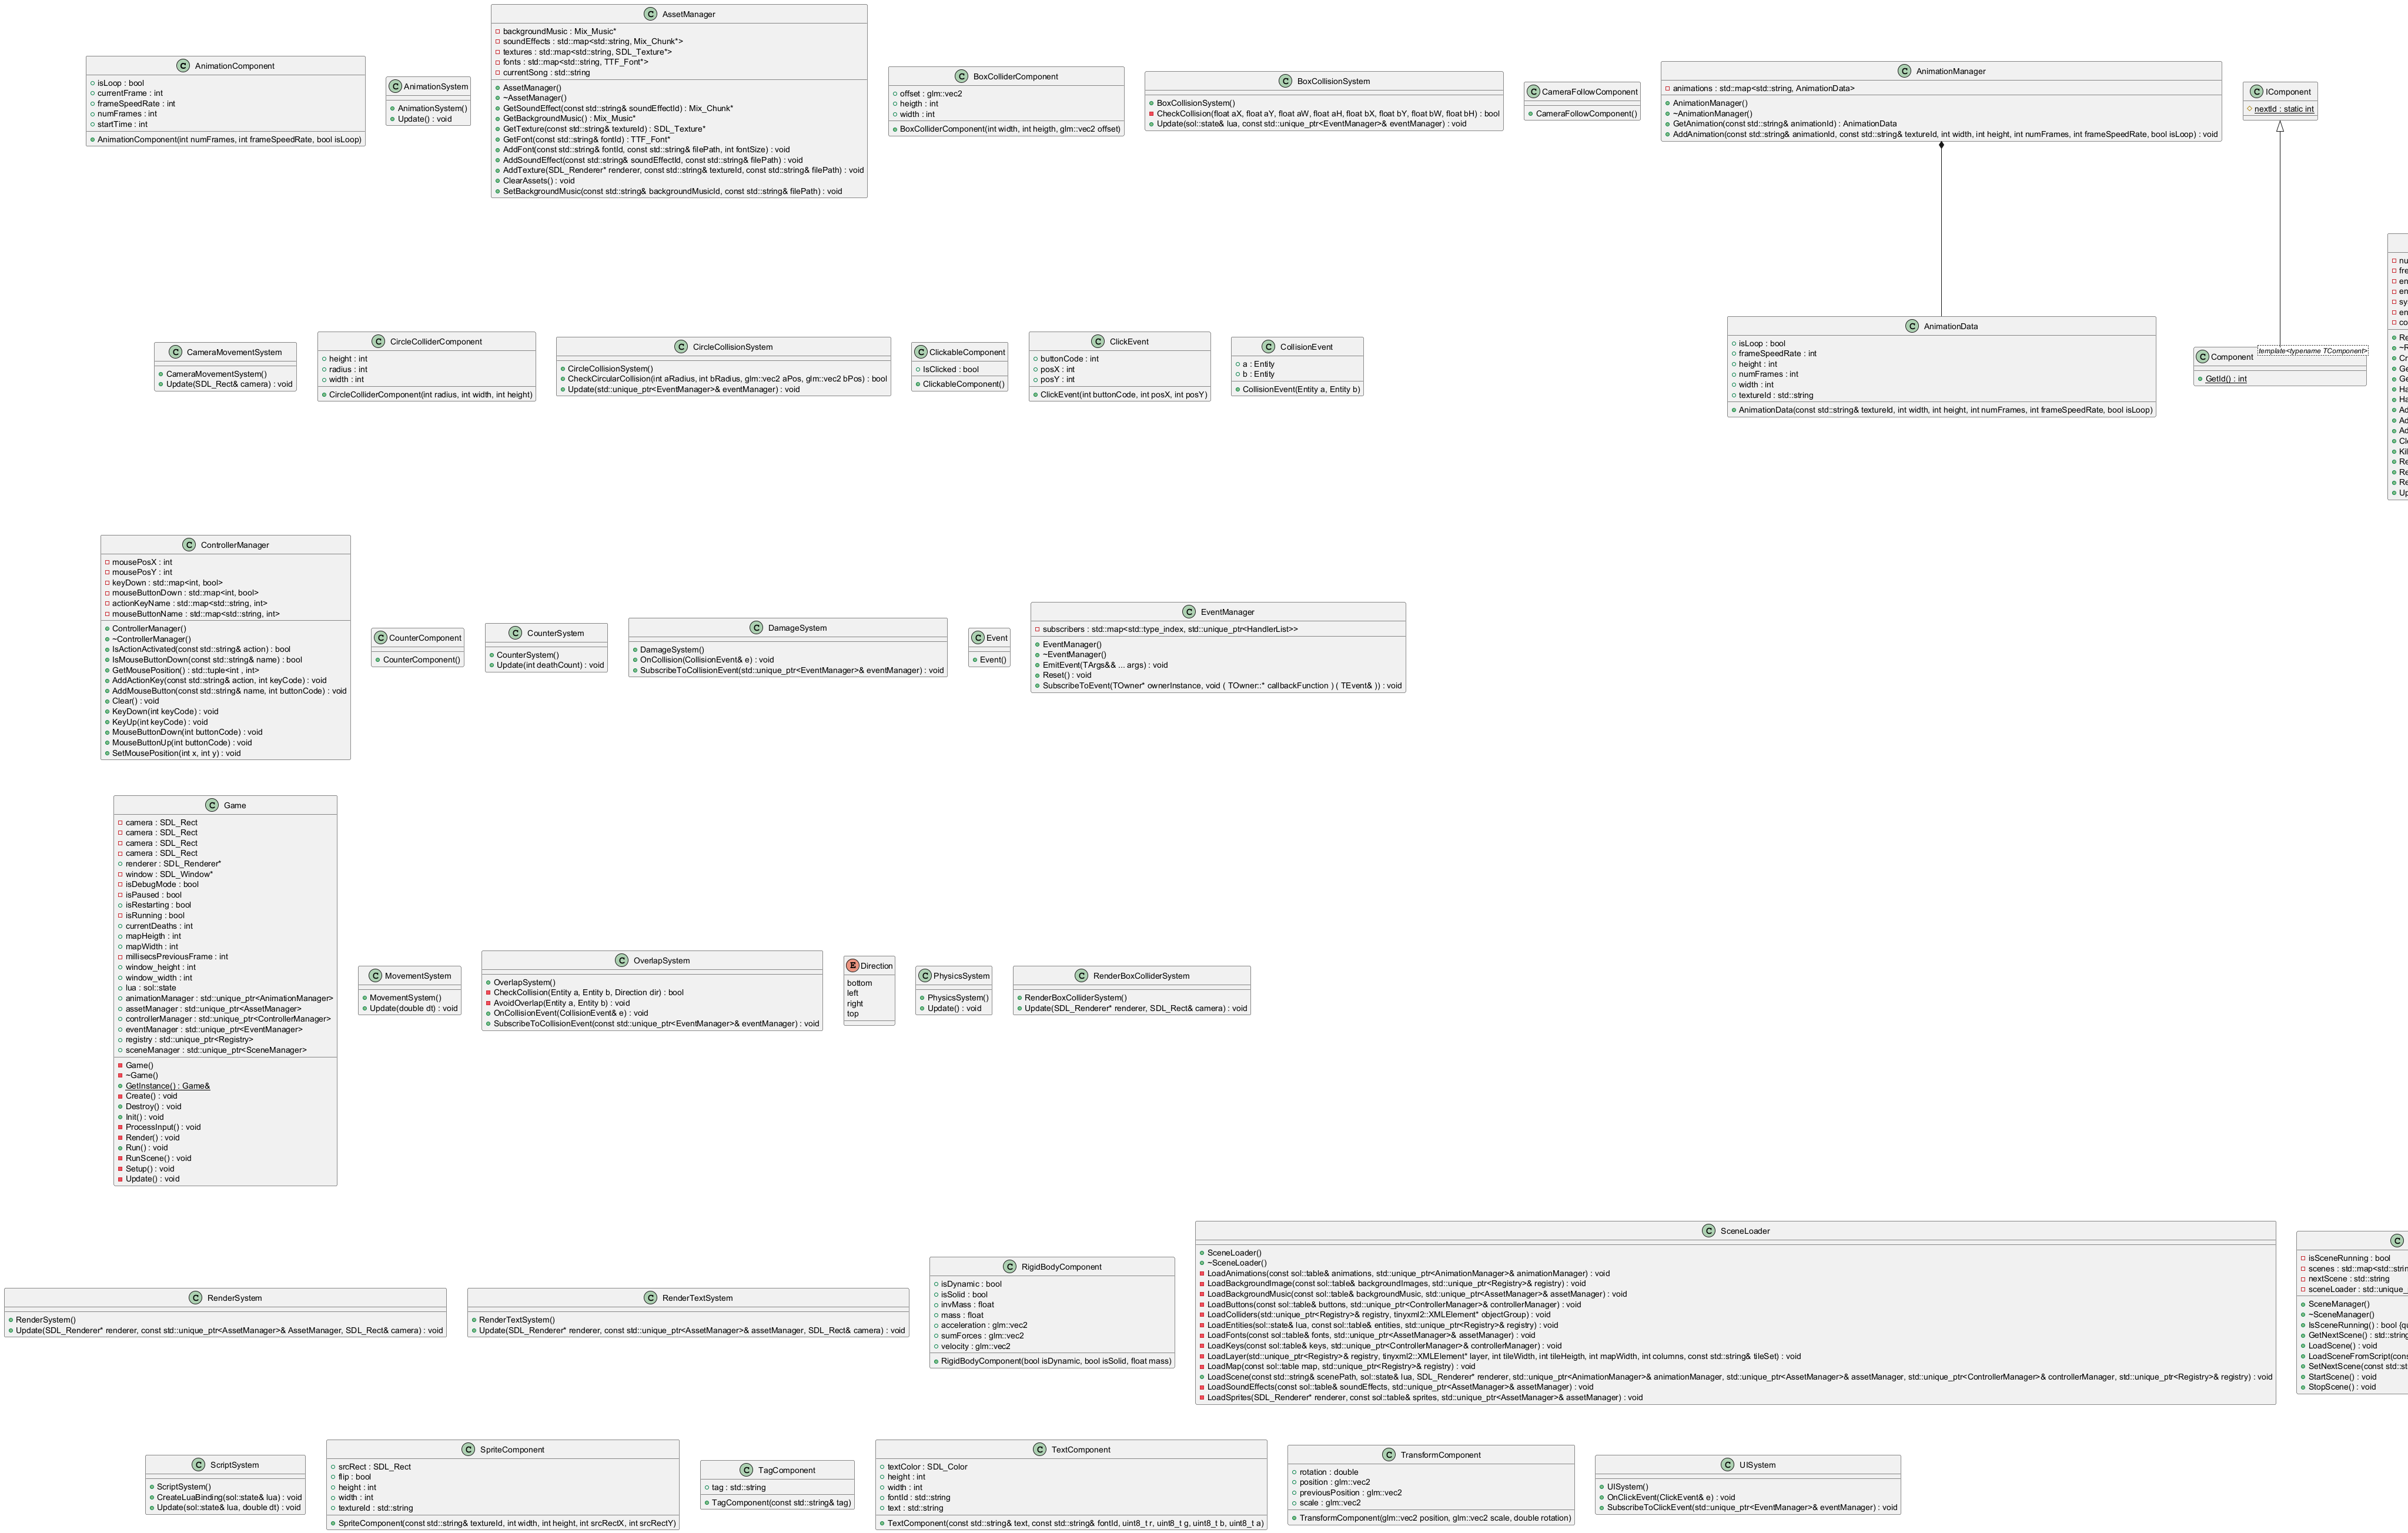 AnimationComponent
isLoop : bool
currentFrame : int
frameSpeedRate : int
numFrames : int
startTime : int
AnimationComponent(int numFrames, int frameSpeedRate, bool isLoop)
AnimationSystem
AnimationSystem()
Update() : void
AssetManager
backgroundMusic : Mix_Music*
soundEffects : std::map<std::string, Mix_Chunk*>
textures : std::map<std::string, SDL_Texture*>
fonts : std::map<std::string, TTF_Font*>
currentSong : std::string
AssetManager()
~AssetManager()
GetSoundEffect(const std::string& soundEffectId) : Mix_Chunk*
GetBackgroundMusic() : Mix_Music*
GetTexture(const std::string& textureId) : SDL_Texture*
GetFont(const std::string& fontId) : TTF_Font*
AddFont(const std::string& fontId, const std::string& filePath, int fontSize) : void
AddSoundEffect(const std::string& soundEffectId, const std::string& filePath) : void
AddTexture(SDL_Renderer* renderer, const std::string& textureId, const std::string& filePath) : void
ClearAssets() : void
SetBackgroundMusic(const std::string& backgroundMusicId, const std::string& filePath) : void
BoxColliderComponent
offset : glm::vec2
heigth : int
width : int
BoxColliderComponent(int width, int heigth, glm::vec2 offset)
BoxCollisionSystem
BoxCollisionSystem()
CheckCollision(float aX, float aY, float aW, float aH, float bX, float bY, float bW, float bH) : bool
Update(sol::state& lua, const std::unique_ptr<EventManager>& eventManager) : void
CameraFollowComponent
CameraFollowComponent()
AnimationManager
animations : std::map<std::string, AnimationData>
AnimationManager()
~AnimationManager()
GetAnimation(const std::string& animationId) : AnimationData
AddAnimation(const std::string& animationId, const std::string& textureId, int width, int height, int numFrames, int frameSpeedRate, bool isLoop) : void
IComponent
nextId : static int
CameraMovementSystem
CameraMovementSystem()
Update(SDL_Rect& camera) : void
CircleColliderComponent
height : int
radius : int
width : int
CircleColliderComponent(int radius, int width, int height)
CircleCollisionSystem
CircleCollisionSystem()
CheckCircularCollision(int aRadius, int bRadius, glm::vec2 aPos, glm::vec2 bPos) : bool
Update(std::unique_ptr<EventManager>& eventManager) : void
ClickableComponent
IsClicked : bool
ClickableComponent()
ClickEvent
buttonCode : int
posX : int
posY : int
ClickEvent(int buttonCode, int posX, int posY)
CollisionEvent
a : Entity
b : Entity
CollisionEvent(Entity a, Entity b)
AnimationData
isLoop : bool
frameSpeedRate : int
height : int
numFrames : int
width : int
textureId : std::string
AnimationData(const std::string& textureId, int width, int height, int numFrames, int frameSpeedRate, bool isLoop)
Component
template<typename TComponent>
GetId() : int
nu
fre
en
en
sy
en
co
Re
~R
Cr
Ge
Ge
Ha
Ha
Ad
Ad
Ad
Cle
Kil
Re
Re
Re
Up
ControllerManager
mousePosX : int
mousePosY : int
keyDown : std::map<int, bool>
mouseButtonDown : std::map<int, bool>
actionKeyName : std::map<std::string, int>
mouseButtonName : std::map<std::string, int>
ControllerManager()
~ControllerManager()
IsActionActivated(const std::string& action) : bool
IsMouseButtonDown(const std::string& name) : bool
GetMousePosition() : std::tuple<int , int>
AddActionKey(const std::string& action, int keyCode) : void
AddMouseButton(const std::string& name, int buttonCode) : void
Clear() : void
KeyDown(int keyCode) : void
KeyUp(int keyCode) : void
MouseButtonDown(int buttonCode) : void
MouseButtonUp(int buttonCode) : void
SetMousePosition(int x, int y) : void
CounterComponent
CounterComponent()
CounterSystem
CounterSystem()
Update(int deathCount) : void
DamageSystem
DamageSystem()
OnCollision(CollisionEvent& e) : void
SubscribeToCollisionEvent(std::unique_ptr<EventManager>& eventManager) : void
Event
Event()
EventManager
subscribers : std::map<std::type_index, std::unique_ptr<HandlerList>>
EventManager()
~EventManager()
EmitEvent(TArgs&& ... args) : void
Reset() : void
SubscribeToEvent(TOwner* ownerInstance, void ( TOwner::* callbackFunction ) ( TEvent& )) : void
Game
camera : SDL_Rect
camera : SDL_Rect
camera : SDL_Rect
camera : SDL_Rect
renderer : SDL_Renderer*
window : SDL_Window*
isDebugMode : bool
isPaused : bool
isRestarting : bool
isRunning : bool
currentDeaths : int
mapHeigth : int
mapWidth : int
millisecsPreviousFrame : int
window_height : int
window_width : int
lua : sol::state
animationManager : std::unique_ptr<AnimationManager>
assetManager : std::unique_ptr<AssetManager>
controllerManager : std::unique_ptr<ControllerManager>
eventManager : std::unique_ptr<EventManager>
registry : std::unique_ptr<Registry>
sceneManager : std::unique_ptr<SceneManager>
Game()
~Game()
GetInstance() : Game&
Create() : void
Destroy() : void
Init() : void
ProcessInput() : void
Render() : void
Run() : void
RunScene() : void
Setup() : void
Update() : void
MovementSystem
MovementSystem()
Update(double dt) : void
OverlapSystem
OverlapSystem()
CheckCollision(Entity a, Entity b, Direction dir) : bool
AvoidOverlap(Entity a, Entity b) : void
OnCollisionEvent(CollisionEvent& e) : void
SubscribeToCollisionEvent(const std::unique_ptr<EventManager>& eventManager) : void
Direction
bottom
left
right
top
PhysicsSystem
PhysicsSystem()
Update() : void
RenderBoxColliderSystem
RenderBoxColliderSystem()
Update(SDL_Renderer* renderer, SDL_Rect& camera) : void
RenderSystem
RenderSystem()
Update(SDL_Renderer* renderer, const std::unique_ptr<AssetManager>& AssetManager, SDL_Rect& camera) : void
RenderTextSystem
RenderTextSystem()
Update(SDL_Renderer* renderer, const std::unique_ptr<AssetManager>& assetManager, SDL_Rect& camera) : void
RigidBodyComponent
isDynamic : bool
isSolid : bool
invMass : float
mass : float
acceleration : glm::vec2
sumForces : glm::vec2
velocity : glm::vec2
RigidBodyComponent(bool isDynamic, bool isSolid, float mass)
SceneLoader
SceneLoader()
~SceneLoader()
LoadAnimations(const sol::table& animations, std::unique_ptr<AnimationManager>& animationManager) : void
LoadBackgroundImage(const sol::table& backgroundImages, std::unique_ptr<Registry>& registry) : void
LoadBackgroundMusic(const sol::table& backgroundMusic, std::unique_ptr<AssetManager>& assetManager) : void
LoadButtons(const sol::table& buttons, std::unique_ptr<ControllerManager>& controllerManager) : void
LoadColliders(std::unique_ptr<Registry>& registry, tinyxml2::XMLElement* objectGroup) : void
LoadEntities(sol::state& lua, const sol::table& entities, std::unique_ptr<Registry>& registry) : void
LoadFonts(const sol::table& fonts, std::unique_ptr<AssetManager>& assetManager) : void
LoadKeys(const sol::table& keys, std::unique_ptr<ControllerManager>& controllerManager) : void
LoadLayer(std::unique_ptr<Registry>& registry, tinyxml2::XMLElement* layer, int tileWidth, int tileHeigth, int mapWidth, int columns, const std::string& tileSet) : void
LoadMap(const sol::table map, std::unique_ptr<Registry>& registry) : void
LoadScene(const std::string& scenePath, sol::state& lua, SDL_Renderer* renderer, std::unique_ptr<AnimationManager>& animationManager, std::unique_ptr<AssetManager>& assetManager, std::unique_ptr<ControllerManager>& controllerManager, std::unique_ptr<Registry>& registry) : void
LoadSoundEffects(const sol::table& soundEffects, std::unique_ptr<AssetManager>& assetManager) : void
LoadSprites(SDL_Renderer* renderer, const sol::table& sprites, std::unique_ptr<AssetManager>& assetManager) : void
isSceneRunning : bool
scenes : std::map<std::string
nextScene : std::string
sceneLoader : std::unique_
SceneManager()
~SceneManager()
IsSceneRunning() : bool {qu
GetNextScene() : std::string
LoadScene() : void
LoadSceneFromScript(cons
SetNextScene(const std::st
StartScene() : void
StopScene() : void
ScriptSystem
ScriptSystem()
CreateLuaBinding(sol::state& lua) : void
Update(sol::state& lua, double dt) : void
SpriteComponent
srcRect : SDL_Rect
flip : bool
height : int
width : int
textureId : std::string
SpriteComponent(const std::string& textureId, int width, int height, int srcRectX, int srcRectY)
TagComponent
tag : std::string
TagComponent(const std::string& tag)
TextComponent
textColor : SDL_Color
height : int
width : int
fontId : std::string
text : std::string
TextComponent(const std::string& text, const std::string& fontId, uint8_t r, uint8_t g, uint8_t b, uint8_t a)
TransformComponent
rotation : double
position : glm::vec2
previousPosition : glm::vec2
scale : glm::vec2
TransformComponent(glm::vec2 position, glm::vec2 scale, double rotation)
UISystem
UISystem()
OnClickEvent(ClickEvent& e) : void
SubscribeToClickEvent(std::unique_ptr<EventManager>& eventManager) : void